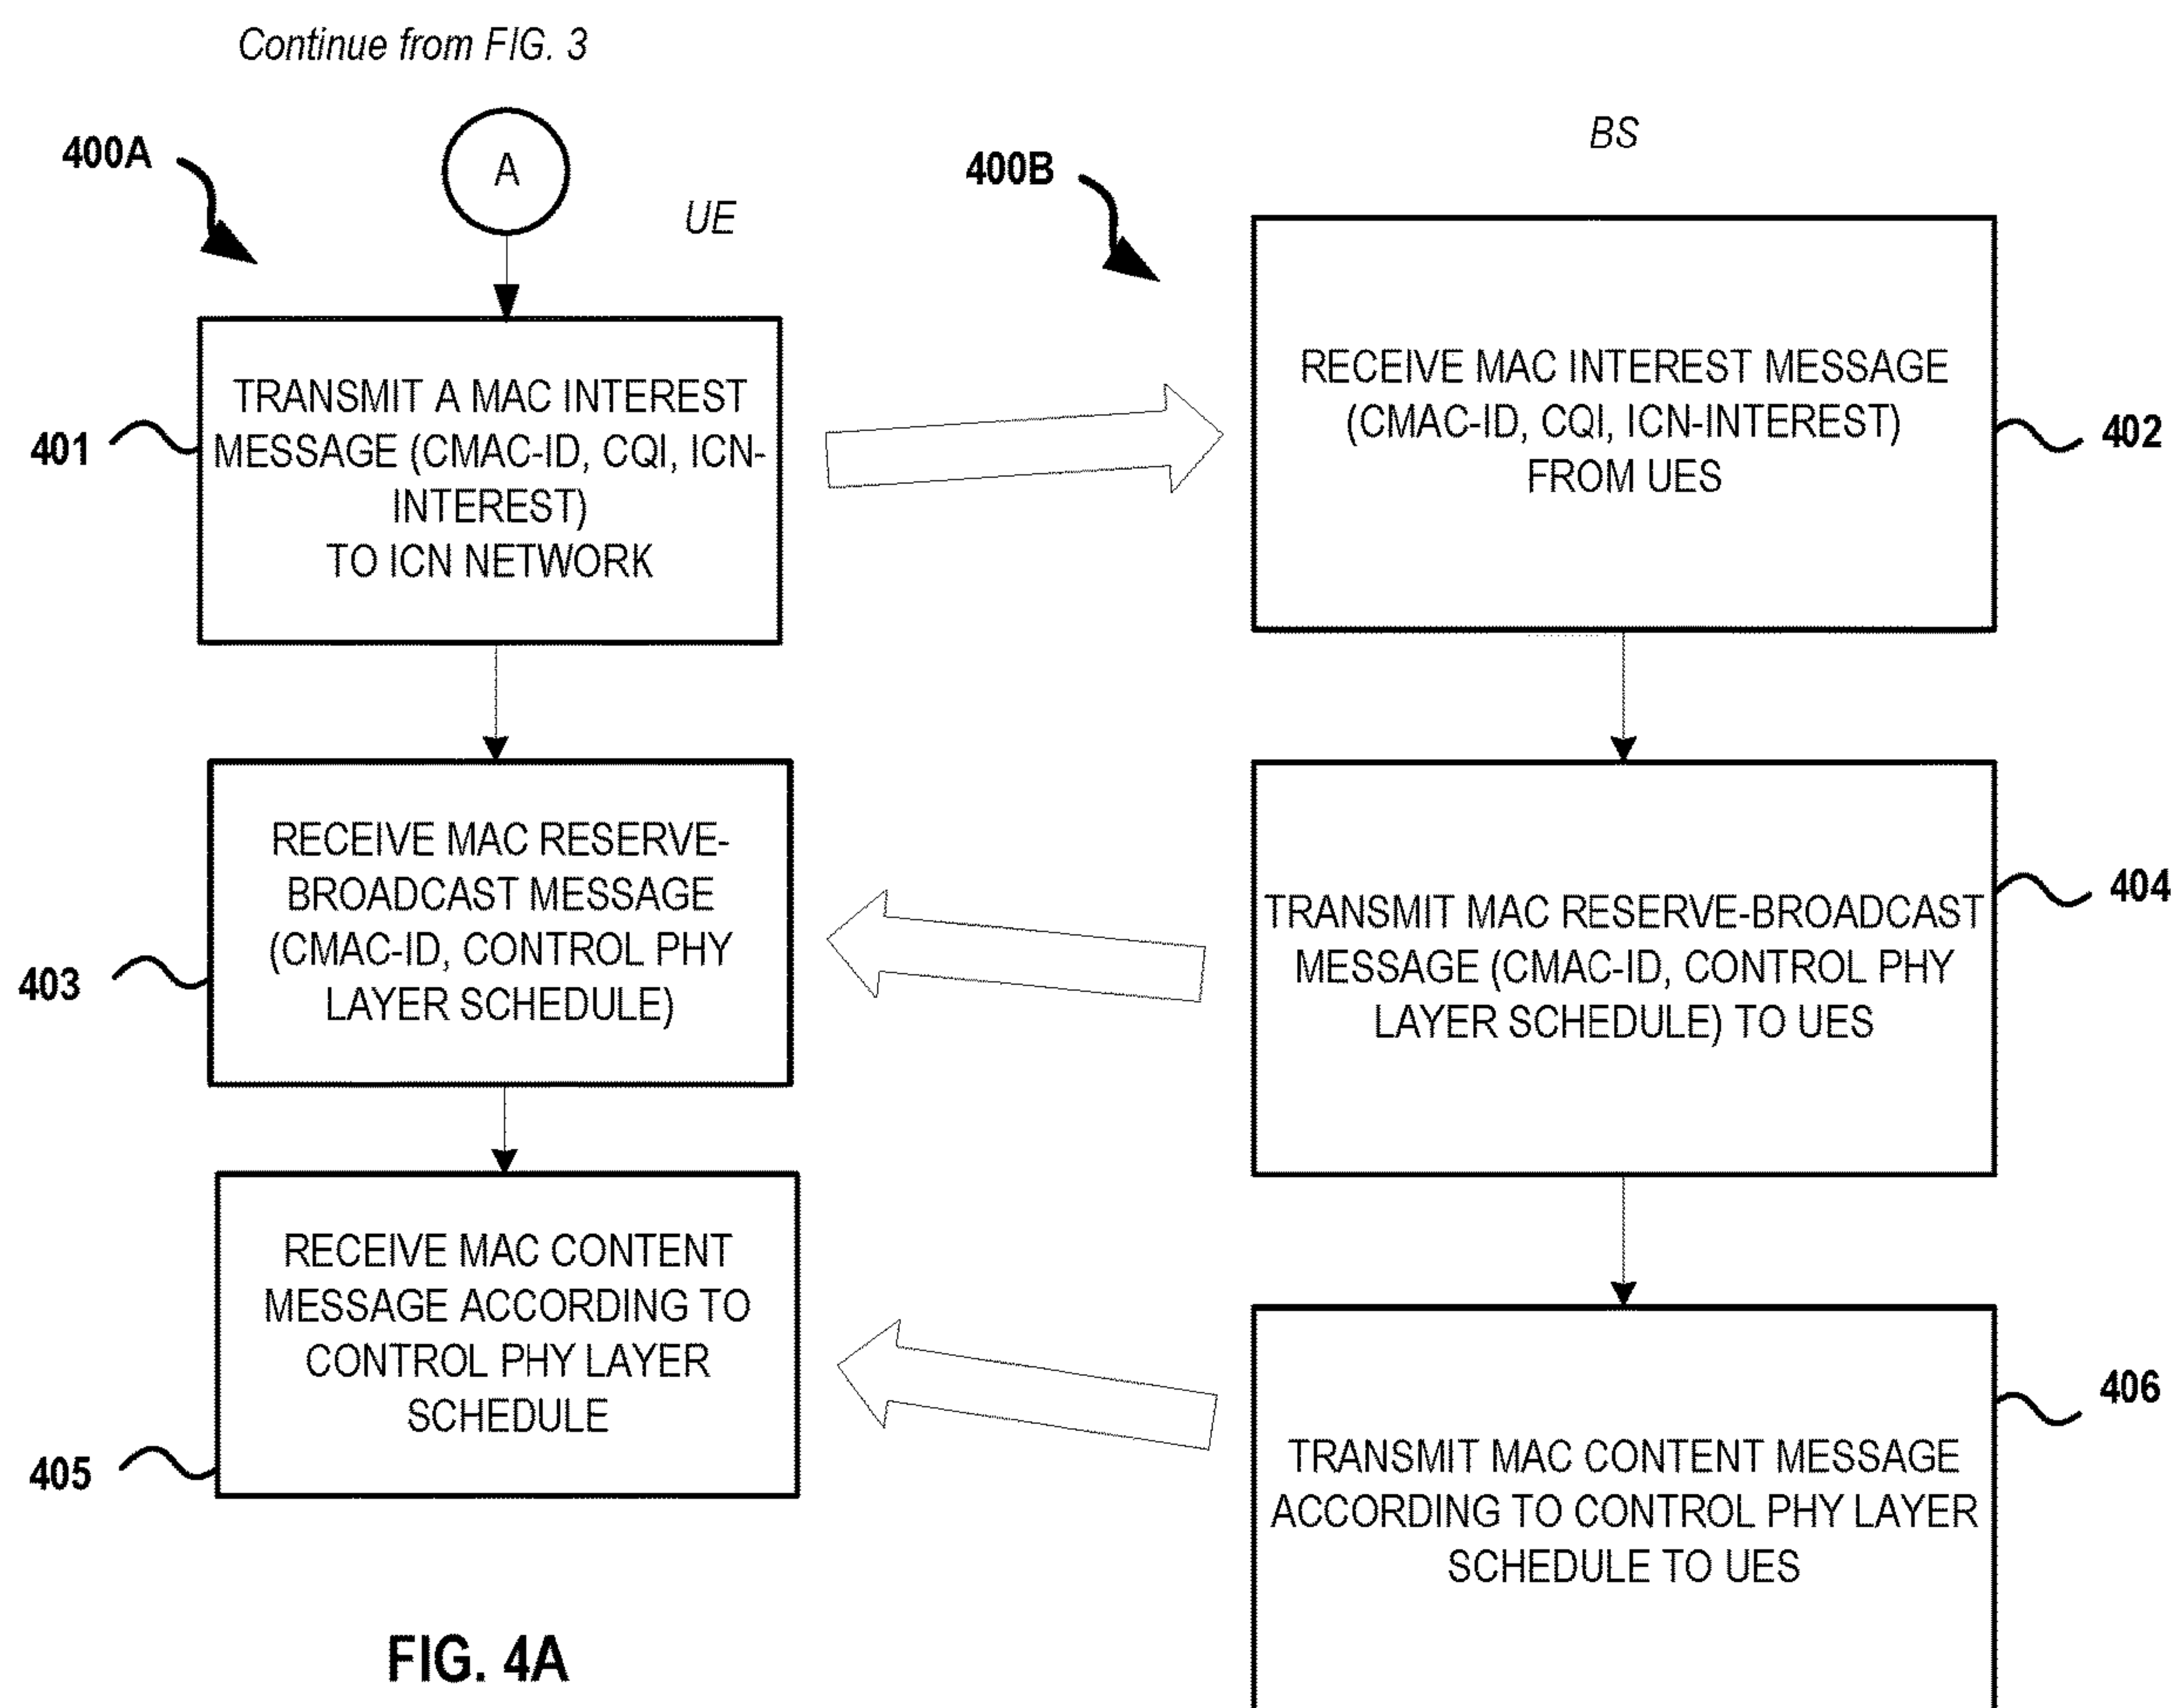 Continue from FIG. 3
400A
A
UE
401
TRANSMIT A MAC INTEREST
MESSAGE (CMAC-ID, CQI, ICN-
INTEREST)
TO ICN NETWORK
403
RECEIVE MAC RESERVE-
BROADCAST MESSAGE
(CMAC-ID, CONTROL PHY
LAYER SCHEDULE)
405
RECEIVE MAC CONTENT
MESSAGE ACCORDING TO
CONTROL PHY LAYER
SCHEDULE
400B
BS
RECEIVE MAC INTEREST MESSAGE
(CMAC-ID, CQI, ICN-INTEREST)
FROM UES
402
TRANSMIT MAC RESERVE-BROADCAST
MESSAGE (CMAC-ID, CONTROL PHY
LAYER SCHEDULE) TO UES
404
TRANSMIT MAC CONTENT MESSAGE
ACCORDING TO CONTROL PHY LAYER
SCHEDULE TO UES
406
FIG. 4A